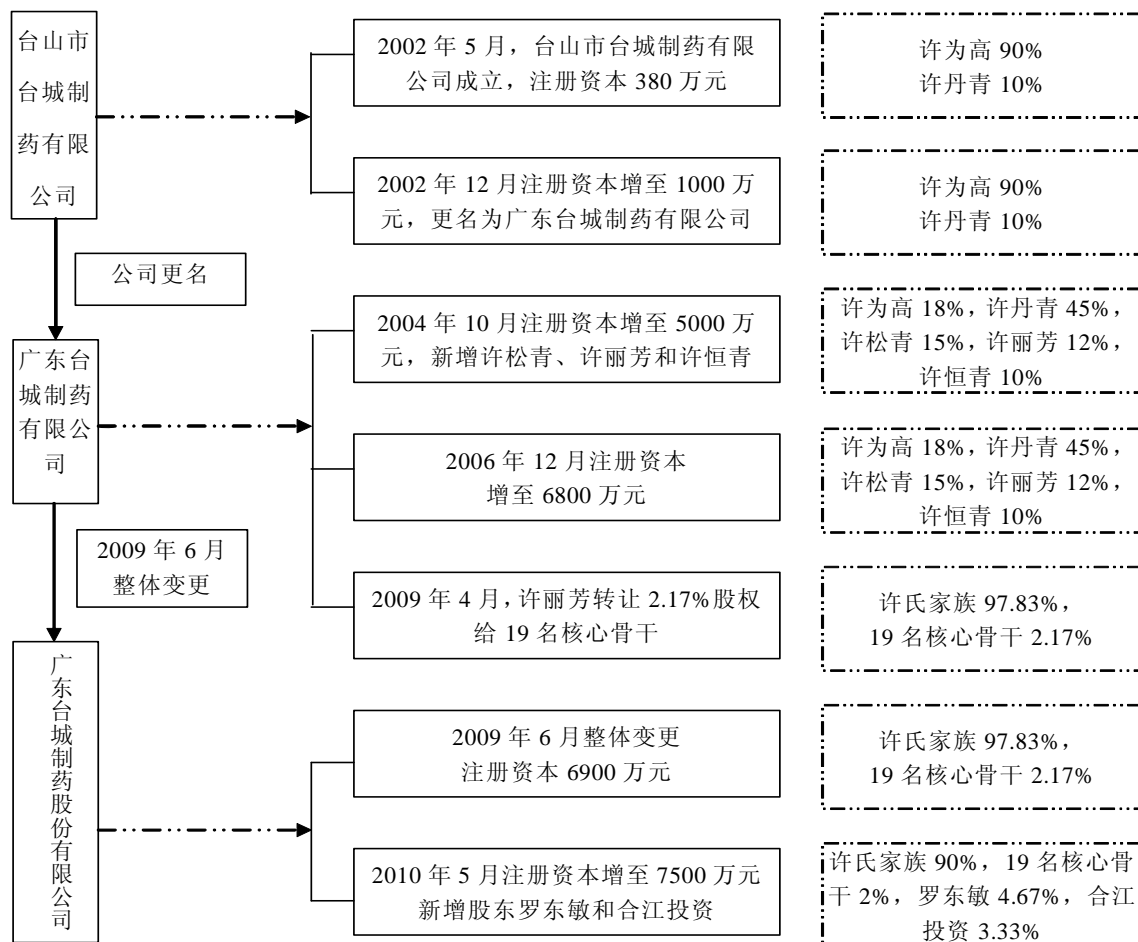 台山市
台城制
药有限
公司
2002 年 5 月，台山市台城制药有限
公司成立，注册资本 380 万元
许为高 90%
许丹青 10%
2002 年 12 月注册资本增至 1000 万
元，更名为广东台城制药有限公司
许为高 90%
许丹青 10%
公司更名
广东台
城制药
有限公
司
2004 年 10 月注册资本增至 5000 万
元，新增许松青、许丽芳和许恒青
许为高 18%，许丹青 45%，
许松青 15%，许丽芳 12%，
许恒青 10%
2006 年 12 月注册资本
增至 6800 万元
许为高 18%，许丹青 45%，
许松青 15%，许丽芳 12%，
许恒青 10%
2009 年 6 月
整体变更
2009 年 4 月，许丽芳转让 2.17%股权
给 19 名核心骨干
许氏家族 97.83%，
19 名核心骨干 2.17%
广东台城制药股份有限公司
2009 年 6 月整体变更
注册资本 6900 万元
许氏家族 97.83%，
19 名核心骨干 2.17%
2010 年 5 月注册资本增至 7500 万元
新增股东罗东敏和合江投资
许氏家族 90%，19 名核心骨
干 2%，罗东敏 4.67%，合江
投资 3.33%